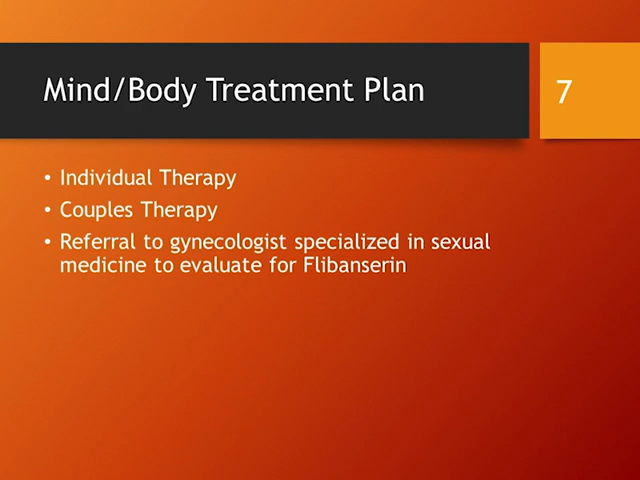 Mind/Body Treatment Plan
7
• Individual Therapy
• Couples Therapy
• Referral to gynecologist specialized in sexual
medicine to evaluate for Flibanserin